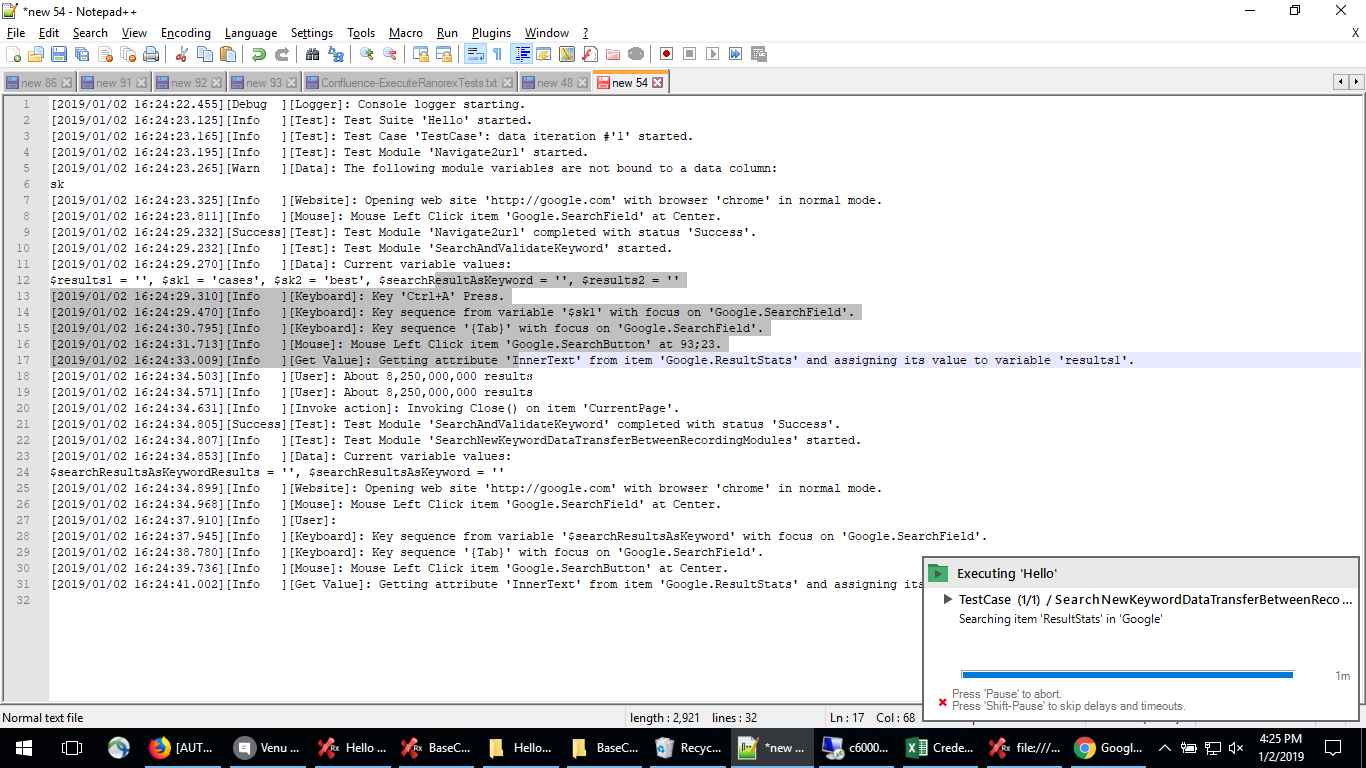 *new 54 - Notepad++
File Edit Search View Encoding Language Settings Tools Macro Run Plugins Window ? X
new 86 new 91 new 92 new 93 Confluence-ExecuteRanorexTests.txt new 48 new 54
1 [2019/01/02 16:24:22.455][Debug  ][Logger]: Console logger starting.
2 [2019/01/02 16:24:23.125][Info   ][Test]: Test Suite 'Hello' started.
3 [2019/01/02 16:24:23.165][Info   ][Test]: Test Case 'TestCase': data iteration #'1' started.
4 [2019/01/02 16:24:23.195][Info   ][Test]: Test Module 'Navigate2url' started.
5 [2019/01/02 16:24:23.265][Warn   ][Data]: The following module variables are not bound to a data column:
6 sk
7 [2019/01/02 16:24:23.325][Info   ][Website]: Opening web site 'http://google.com' with browser 'chrome' in normal mode.
8 [2019/01/02 16:24:23.811][Info   ][Mouse]: Mouse Left Click item 'Google.SearchField' at Center.
9 [2019/01/02 16:24:29.232][Success][Test]: Test Module 'Navigate2url' completed with status 'Success'.
10 [2019/01/02 16:24:29.232][Info   ][Test]: Test Module 'SearchAndValidateKeyword' started.
11 [2019/01/02 16:24:29.270][Info   ][Data]: Current variable values:
12 $results1 = '', $sk1 = 'cases', $sk2 = 'best', $searchResultAsKeyword = '', $results2 = ''
13 [2019/01/02 16:24:29.310][Info   ][Keyboard]: Key 'Ctrl+A' Press.
14 [2019/01/02 16:24:29.470][Info   ][Keyboard]: Key sequence from variable '$sk1' with focus on 'Google.SearchField'.
15 [2019/01/02 16:24:30.795][Info   ][Keyboard]: Key sequence '{Tab}' with focus on 'Google.SearchField'.
16 [2019/01/02 16:24:31.713][Info   ][Mouse]: Mouse Left Click item 'Google.SearchButton' at 93;23.
17 [2019/01/02 16:24:33.009][Info   ][Get Value]: Getting attribute 'InnerText' from item 'Google.ResultStats' and assigning its value to variable 'results1'.
18 [2019/01/02 16:24:34.503][Info   ][User]: About 8,250,000,000 results
19 [2019/01/02 16:24:34.571][Info   ][User]: About 8,250,000,000 results
20 [2019/01/02 16:24:34.631][Info   ][Invoke action]: Invoking Close() on item 'CurrentPage'.
21 [2019/01/02 16:24:34.805][Success][Test]: Test Module 'SearchAndValidateKeyword' completed with status 'Success'.
22 [2019/01/02 16:24:34.807][Info   ][Test]: Test Module 'SearchNewKeywordDataTransferBetweenRecordingModules' started.
23 [2019/01/02 16:24:34.853][Info   ][Data]: Current variable values:
24 $searchResultsAsKeywordResults = '', $searchResultsAsKeyword = ''
25 [2019/01/02 16:24:34.899][Info   ][Website]: Opening web site 'http://google.com' with browser 'chrome' in normal mode.
26 [2019/01/02 16:24:34.968][Info   ][Mouse]: Mouse Left Click item 'Google.SearchField' at Center.
27 [2019/01/02 16:24:37.910][Info   ][User]:
28 [2019/01/02 16:24:37.945][Info   ][Keyboard]: Key sequence from variable '$searchResultsAsKeyword' with focus on 'Google.SearchField'.
29 [2019/01/02 16:24:38.780][Info   ][Keyboard]: Key sequence '{Tab}' with focus on 'Google.SearchField'.
30 [2019/01/02 16:24:39.736][Info   ][Mouse]: Mouse Left Click item 'Google.SearchButton' at Center.
31 [2019/01/02 16:24:41.002][Info   ][Get Value]: Getting attribute 'InnerText' from item 'Google.ResultStats' and assigning its
32
Executing 'Hello'
TestCase (1/1) / SearchNewKeywordDataTransferBetweenReco ...
Searching item 'ResultStats' in 'Google'
1m
Press 'Pause' to abort.
Press 'Shift-Pause' to skip delays and timeouts.
Normal text file length : 2,921 lines : 32 Ln : 17 Col : 68
[AUT... Venu ... Hello ... BaseC... Hello... BaseC... Recyc... *new ... c6000... Crede... file:///... Googl...
4:25 PM
1/2/2019